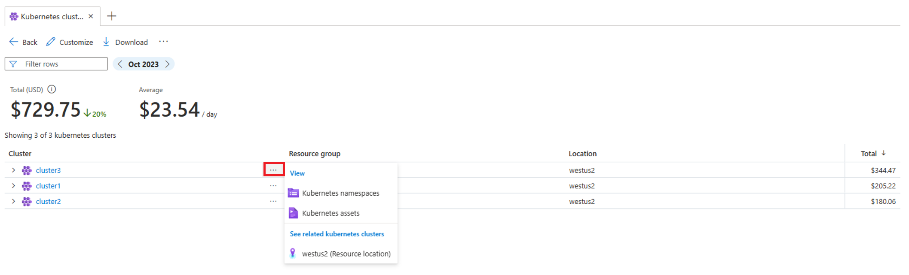 Kubernetes clust...
Back Customize Download
Filter rows Oct 2023
Total (USD) Average
$729.75 20% $23.54 / day
Showing 3 of 3 kubernetes clusters
Cluster Resource group Location Total
cluster3 westus2 $344.47
View
cluster1 westus2 $205.22
Kubernetes namespaces
cluster2 westus2 $180.06
Kubernetes assets
See related kubernetes clusters
westus2 (Resource location)